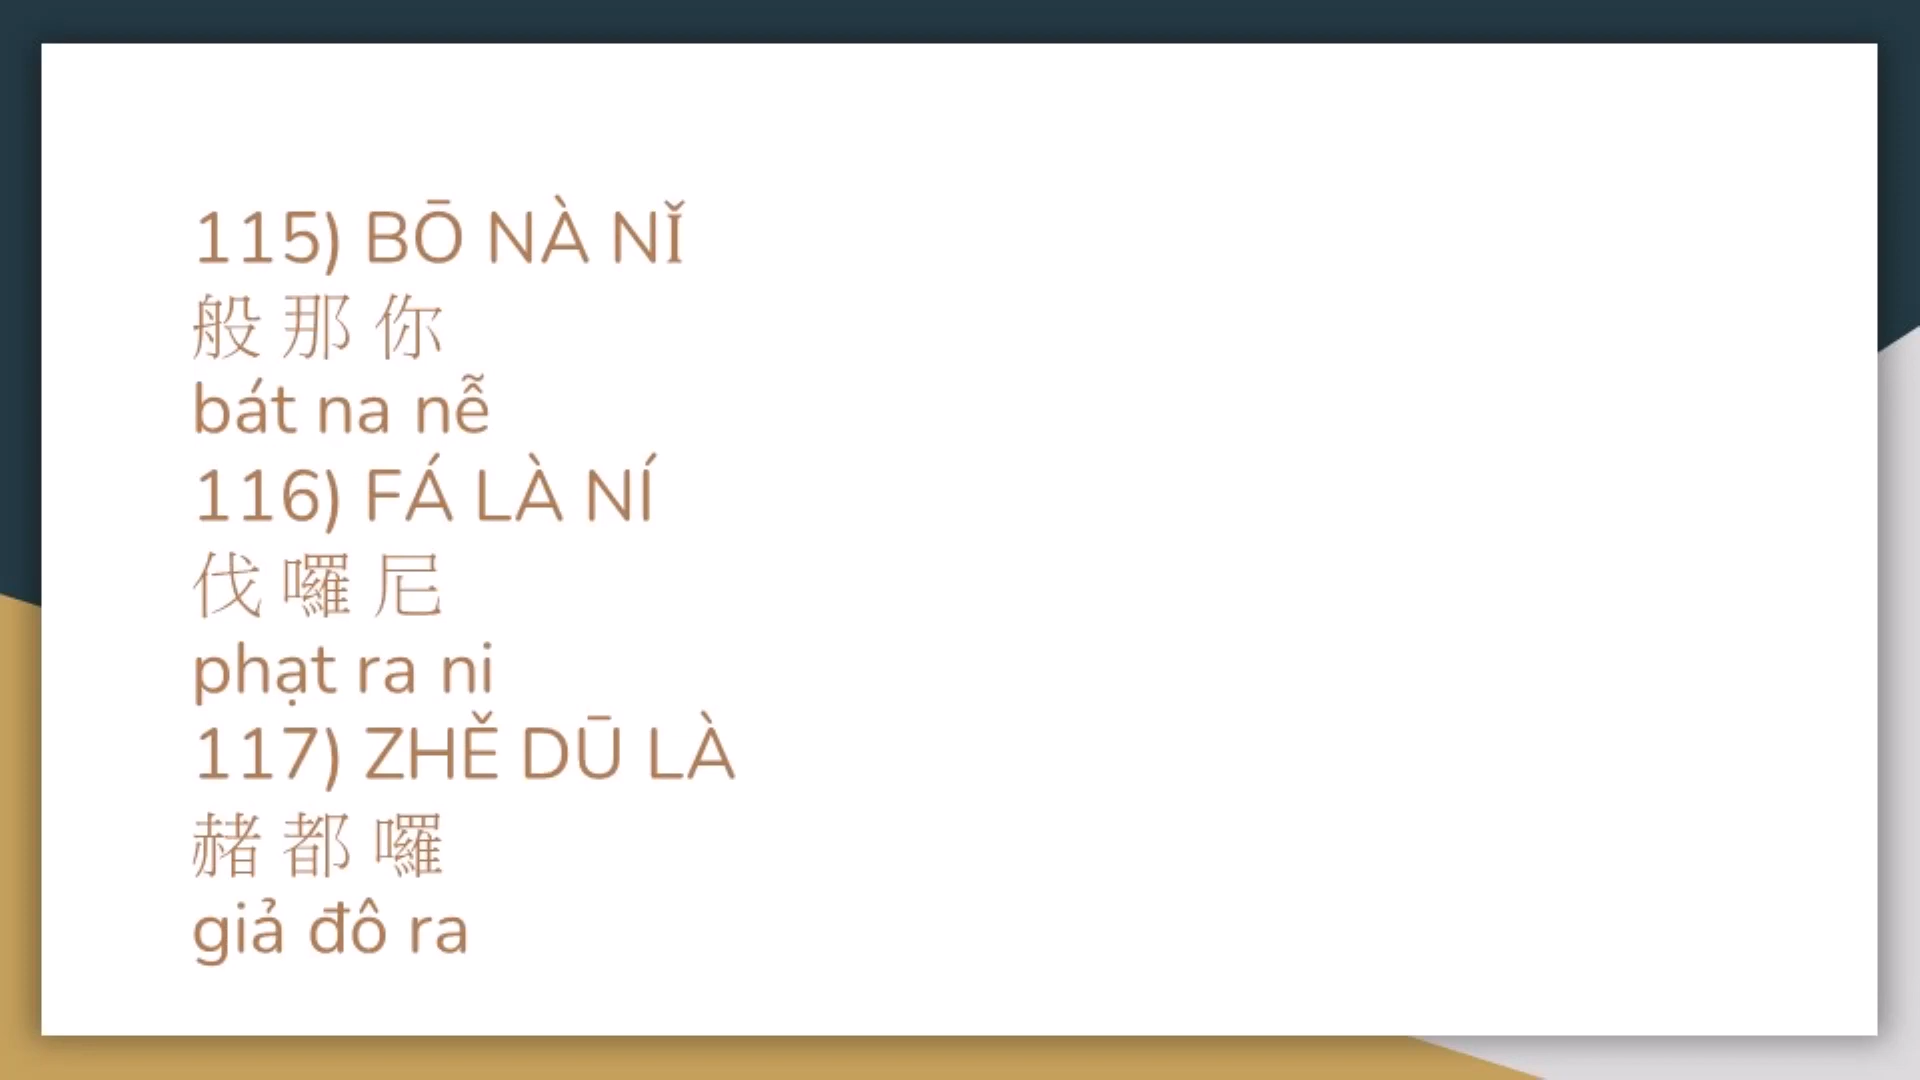 115) BŌ NÀ NǏ
般 那 你
bát na nễ
116) FÁ LÀ NÍ
伐 囉 尼
phạt ra ni
117) ZHĚ DŪ LÀ
赭 都 囉
giả đô ra